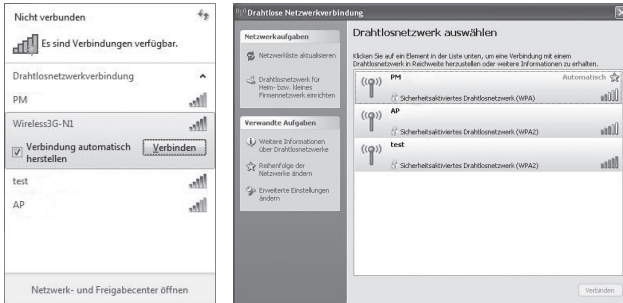 Nicht verbunden
Es sind Verbindungen verfügbar.
Drahtlosnetzwerkverbindung
PM
Wireless3G-N1
Verbindung automatisch
herstellen
Verbinden
test
AP
Netzwerk- und Freigabecenter öffnen
Drahtlose Netzwerkverbindung
Netzwerkaufgaben
Netzwerkliste aktualisieren
Drahtlosnetzwerk für
Heim- bzw. kleines
Firmennetzwerk einrichten
Verwandte Aufgaben
Weitere Informationen
über Drahtlosnetzwerke
Reihenfolge der
Netzwerke ändern
Erweiterte Einstellungen
ändern
Drahtlosnetzwerk auswählen
Klicken Sie auf ein Element in der Liste unten, um eine Verbindung mit einem
Drahtlosnetzwerk in Reichweite herzustellen oder weitere Informationen zu erhalten.
PM Automatisch
Sicherheitsaktiviertes Drahtlosnetzwerk (WPA)
AP
Sicherheitsaktiviertes Drahtlosnetzwerk (WPA2)
test
Sicherheitsaktiviertes Drahtlosnetzwerk (WPA2)
Verbinden